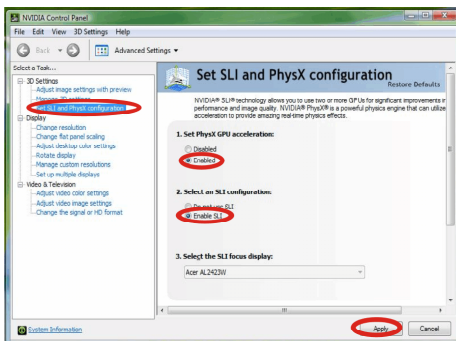 NVIDIA Control Panel
File Edit View 3D Settings Help
Back Advanced Settings
Select a Task...
3D Settings
Adjust image settings with preview
Manage 3D settings
Set SLI and PhysX configuration
Display
Change resolution
Change flat panel scaling
Adjust desktop color settings
Rotate display
Manage custom resolutions
Set up multiple displays
Video & Television
Adjust video color settings
Adjust video image settings
Change the signal or HD format
System Information
Set SLI and PhysX configuration
Restore Defaults
NVIDIA® SLI® technology allows you to use two or more GPUs for significant improvements in
performance and image quality. NVIDIA® PhysX® is a powerful physics engine that can utilize
acceleration to provide amazing real-time physics effects.
1. Set PhysX GPU acceleration:
Disabled
Enabled
2. Select an SLI configuration:
Do not use SLI
Enable SLI
3. Select the SLI focus display:
Acer AL2423W
Apply Cancel